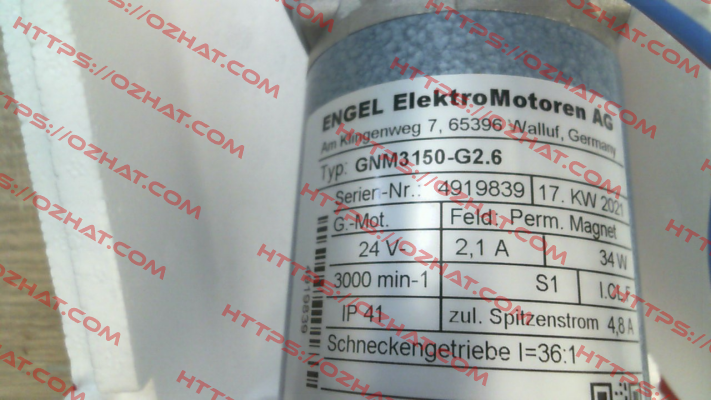 ENGEL ElektroMotoren AG
Am Klingenweg 7, 65396 Walluf, Germany
Typ: GNM3150-G2.6
Serien-Nr.: 4919839 17. KW 2021
G.-Mot. Feld: Perm. Magnet
24 V- 2,1 A 34 W
3000 min-1 S1 I.Cl. F
IP 41 zul. Spitzenstrom 4,8 A
Schneckengetriebe I=36:1
4919839
HTTPS://OZHAT.COM